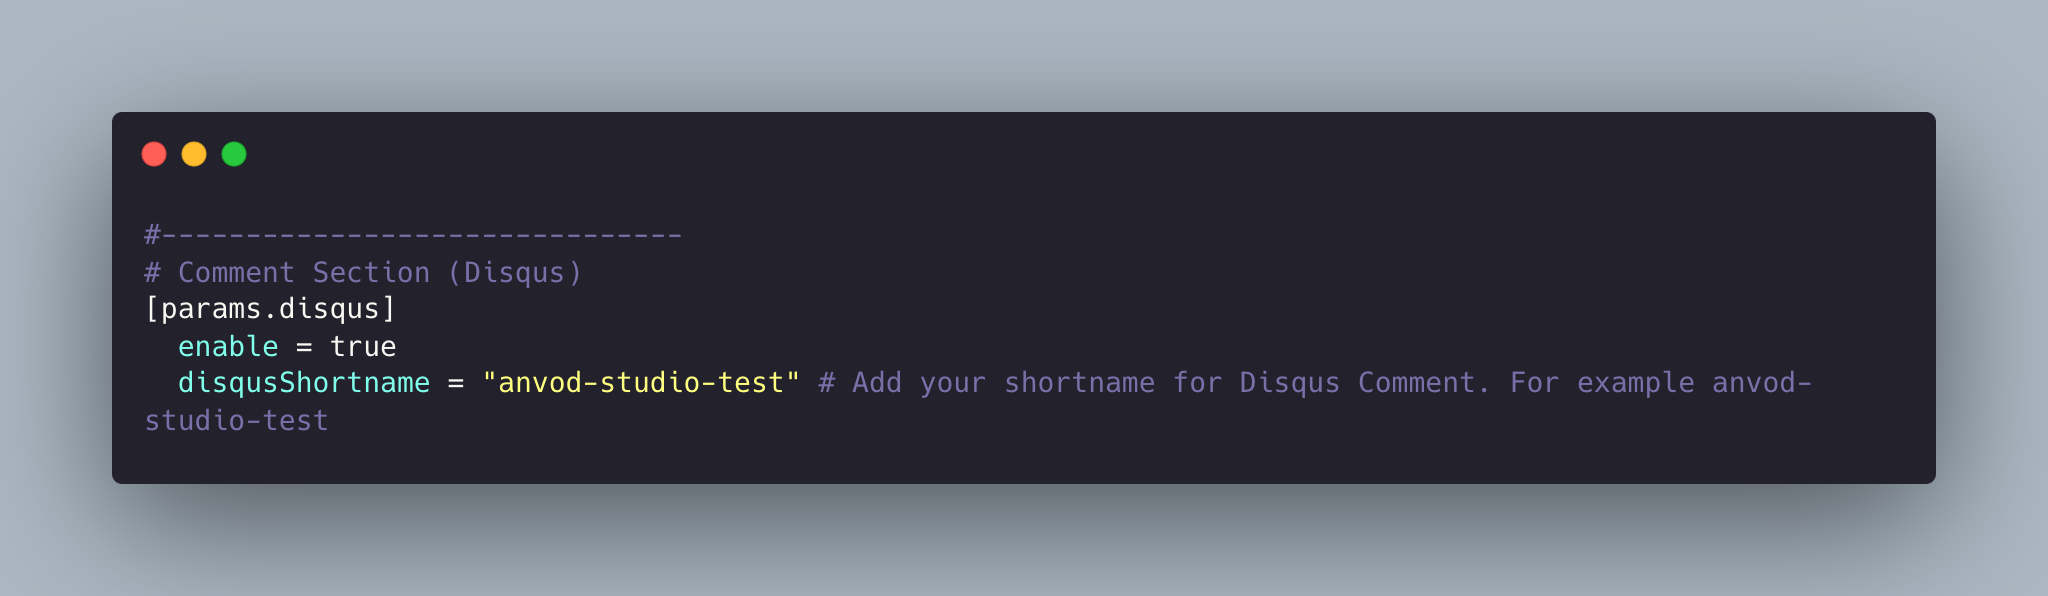 #-------------------------------
# Comment Section (Disqus)
[params.disqus]
  enable = true
  disqusShortname = "anvod-studio-test" # Add your shortname for Disqus Comment. For example anvod-
studio-test